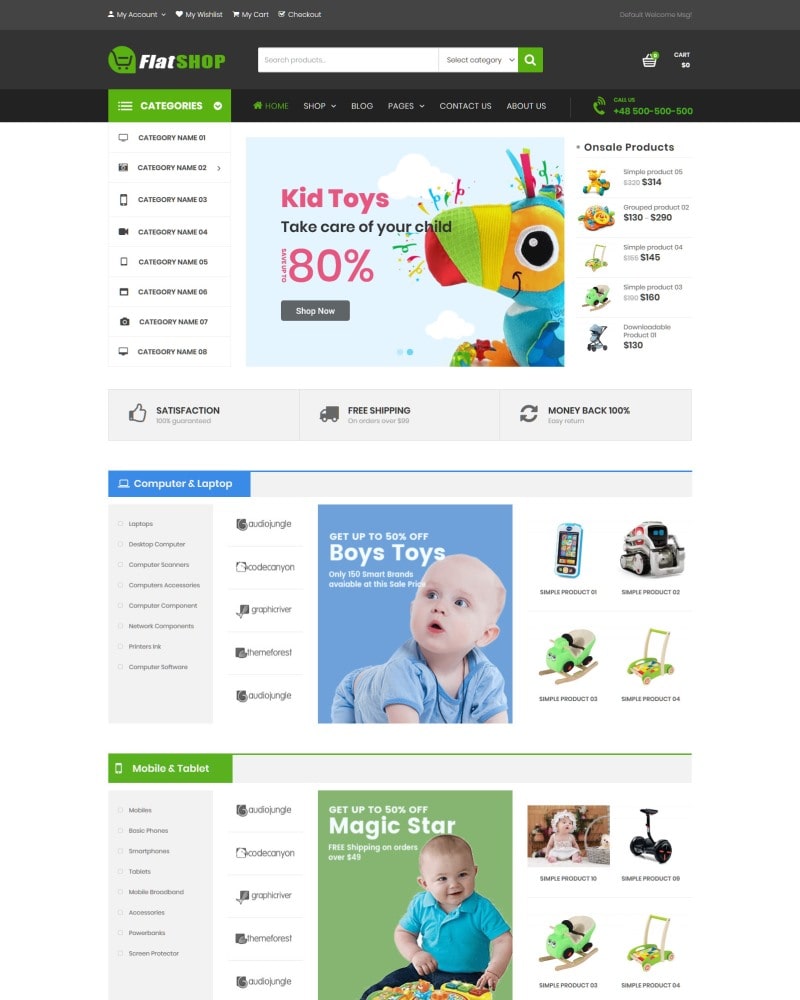 My Account
My Wishlist
My Cart
Checkout
Default Welcome Msg!
FlatSHOP
Search products...
Select category
0
CART
$0
CATEGORIES
HOME
SHOP
BLOG
PAGES
CONTACT US
ABOUT US
CALL US
+48 500-500-500
CATEGORY NAME 01
CATEGORY NAME 02
CATEGORY NAME 03
CATEGORY NAME 04
CATEGORY NAME 05
CATEGORY NAME 06
CATEGORY NAME 07
CATEGORY NAME 08
Kid Toys
Take care of your child
SAVE UP TO
80%
Shop Now
Onsale Products
Simple product 05
$320 $314
Grouped product 02
$130 - $290
Simple product 04
$155 $145
Simple product 03
$190 $160
Downloadable
Product 01
$130
SATISFACTION
100% guaranteed
FREE SHIPPING
On orders over $99
MONEY BACK 100%
Easy return
Computer & Laptop
Laptops
Desktop Computer
Computer Scanners
Computers Accessories
Computer Component
Network Components
Printers Ink
Computer Software
audiojungle
codecanyon
graphicriver
themeforest
audiojungle
GET UP TO 50% OFF
Boys Toys
Only 150 Smart Brands
avaiable at this Sale Price
SIMPLE PRODUCT 01
SIMPLE PRODUCT 02
SIMPLE PRODUCT 03
SIMPLE PRODUCT 04
Mobile & Tablet
Mobiles
Basic Phones
Smartphones
Tablets
Mobile Broadband
Accessories
Powerbanks
Screen Protector
audiojungle
codecanyon
graphicriver
themeforest
audiojungle
GET UP TO 50% OFF
Magic Star
FREE Shipping an orders
over $49
SIMPLE PRODUCT 10
SIMPLE PRODUCT 09
SIMPLE PRODUCT 03
SIMPLE PRODUCT 04